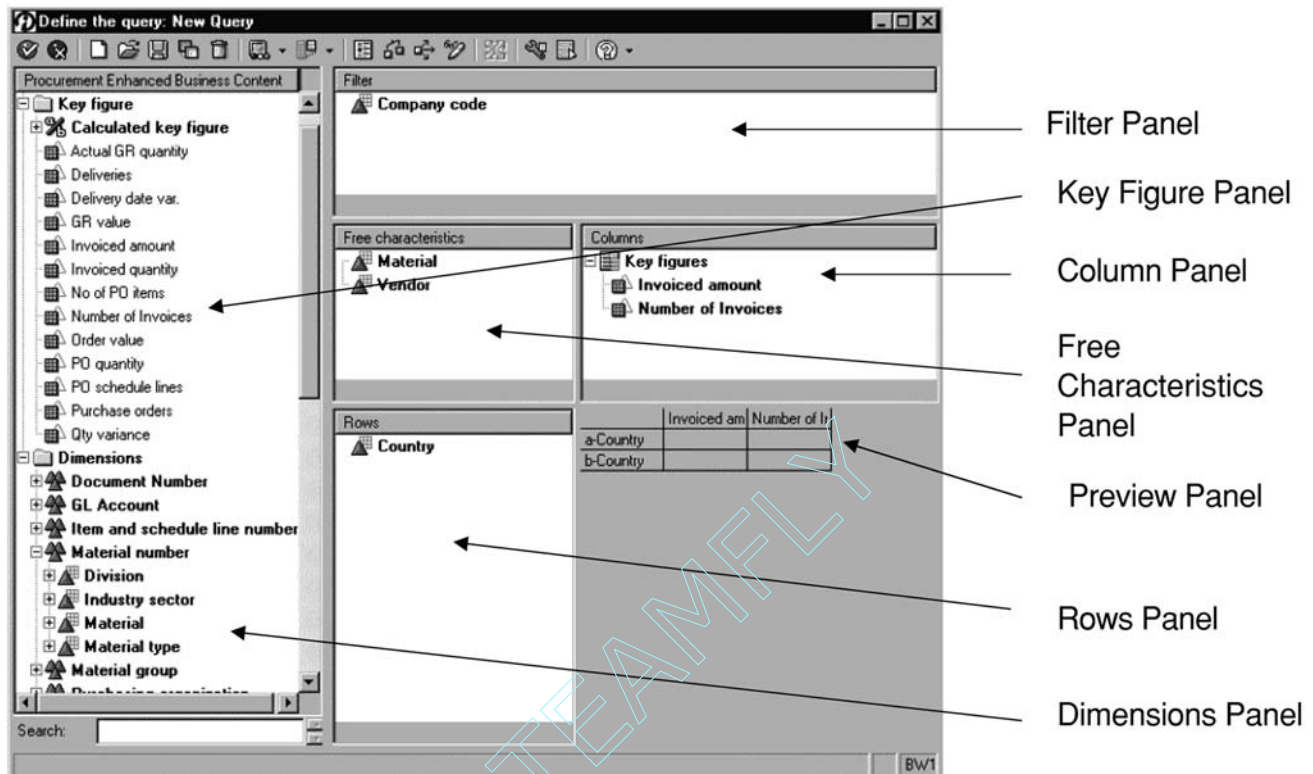 Define the query: New Query
Procurement Enhanced Business Content
Key figure
Calculated key figure
Actual GR quantity
Deliveries
Delivery date var.
GR value
Invoiced amount
Invoiced quantity
No of PO items
Number of Invoices
Order value
PO quantity
PO schedule lines
Purchase orders
Qty variance
Dimensions
Document Number
GL Account
Item and schedule line number
Material number
Division
Industry sector
Material
Material type
Material group
Purchasing organization
Search:
Filter
Company code
Free characteristics
Material
Vendor
Columns
Key figures
Invoiced amount
Number of Invoices
Rows
Country
Invoiced am Number of In
a-Country
b-Country
BW1
Filter Panel
Key Figure Panel
Column Panel
Free
Characteristics
Panel
Preview Panel
Rows Panel
Dimensions Panel
TEAMFLY